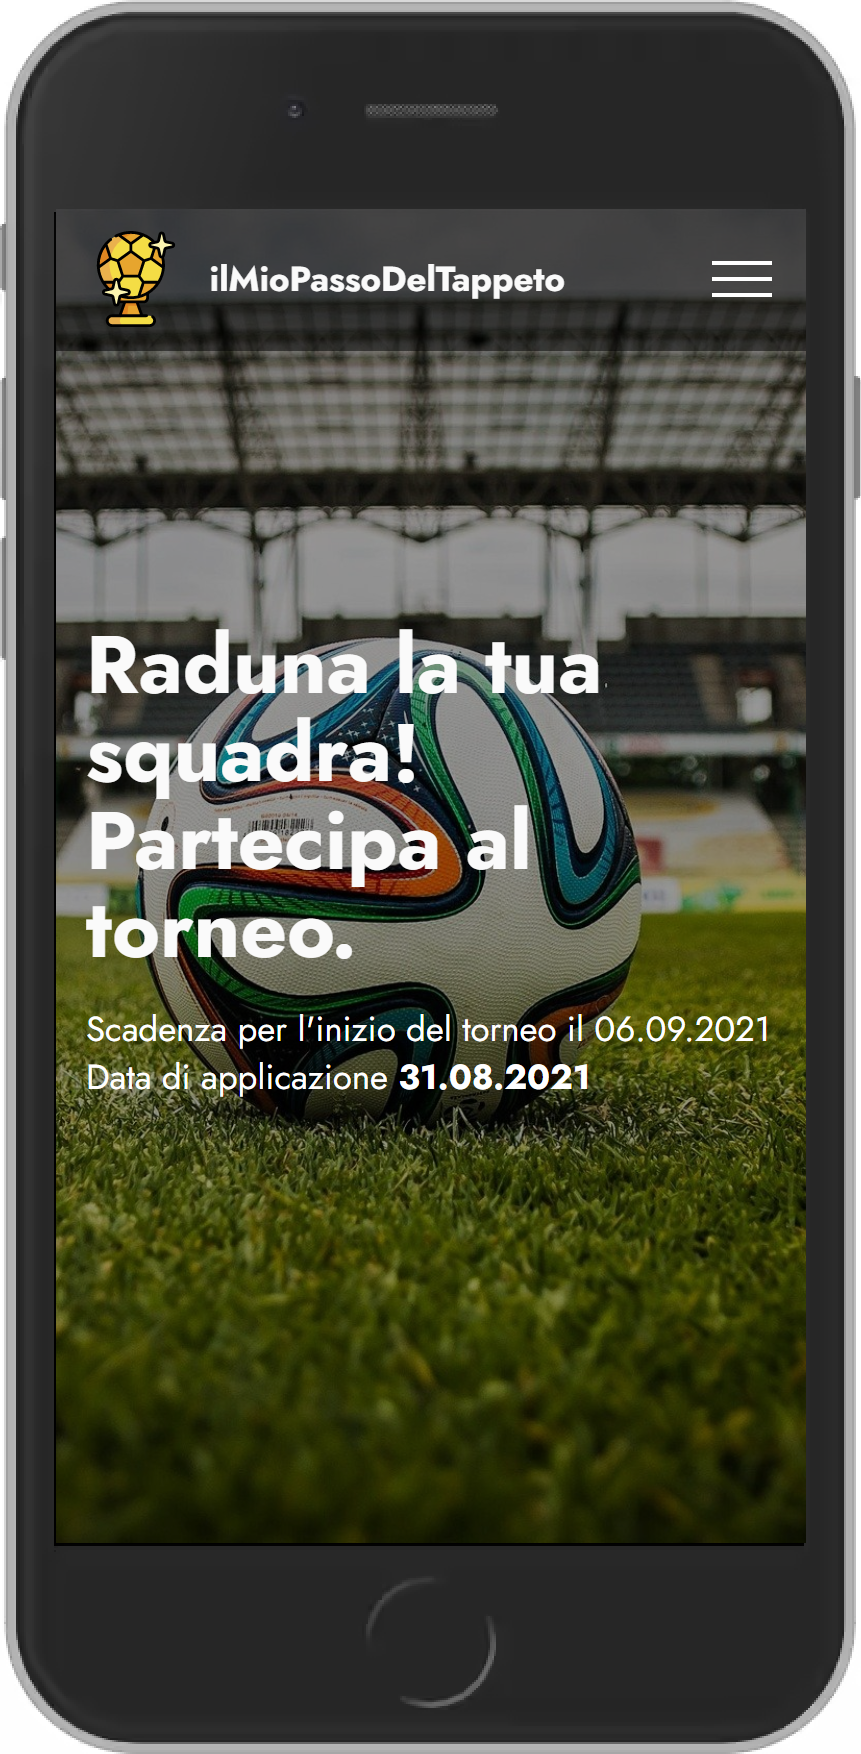 ilMioPassoDelTappeto
Raduna la tua
squadra!
Partecipa al
torneo.
Scadenza per l'inizio del torneo il 06.09.2021
Data di applicazione 31.08.2021